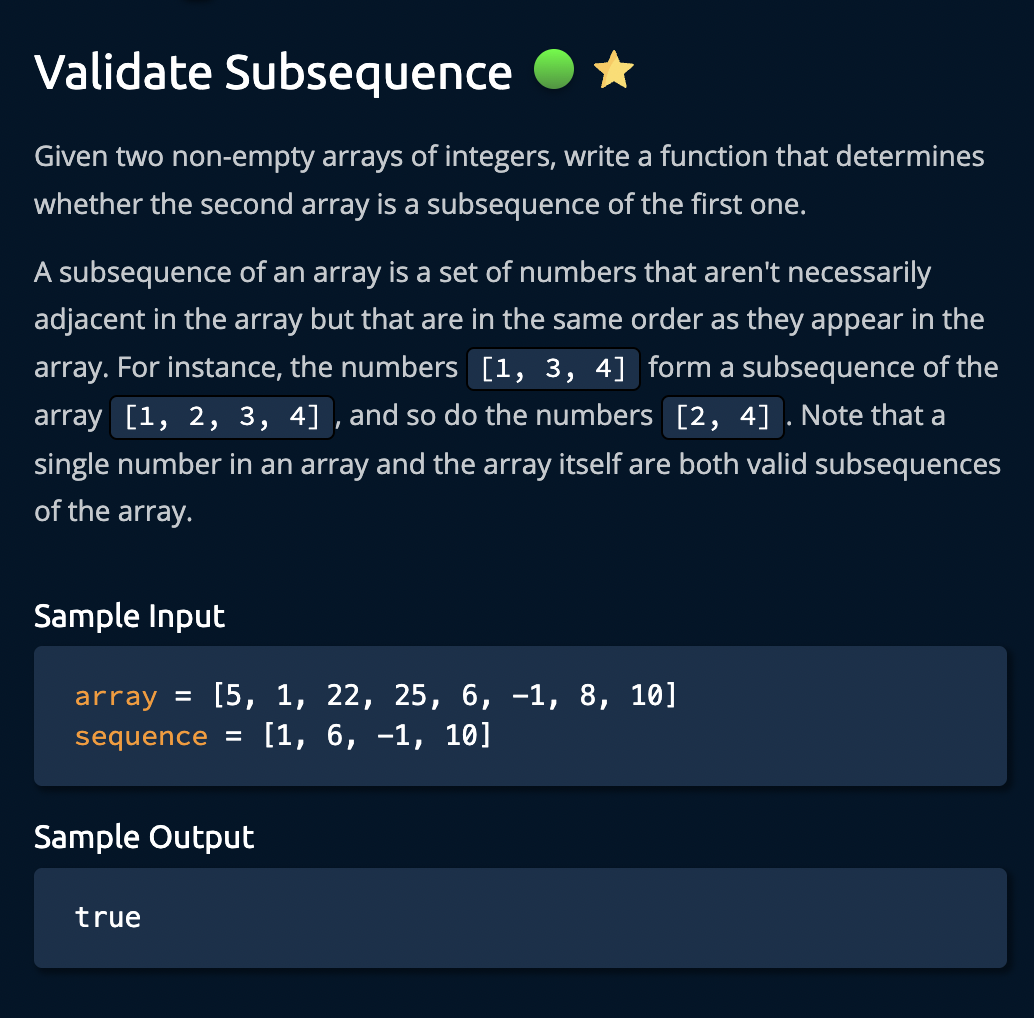 Validate Subsequence
Given two non-empty arrays of integers, write a function that determines
whether the second array is a subsequence of the first one.
A subsequence of an array is a set of numbers that aren't necessarily
adjacent in the array but that are in the same order as they appear in the
array. For instance, the numbers [1, 3, 4] form a subsequence of the
array [1, 2, 3, 4], and so do the numbers [2, 4]. Note that a
single number in an array and the array itself are both valid subsequences
of the array.
Sample Input
array = [5, 1, 22, 25, 6, -1, 8, 10]
sequence = [1, 6, -1, 10]
Sample Output
true